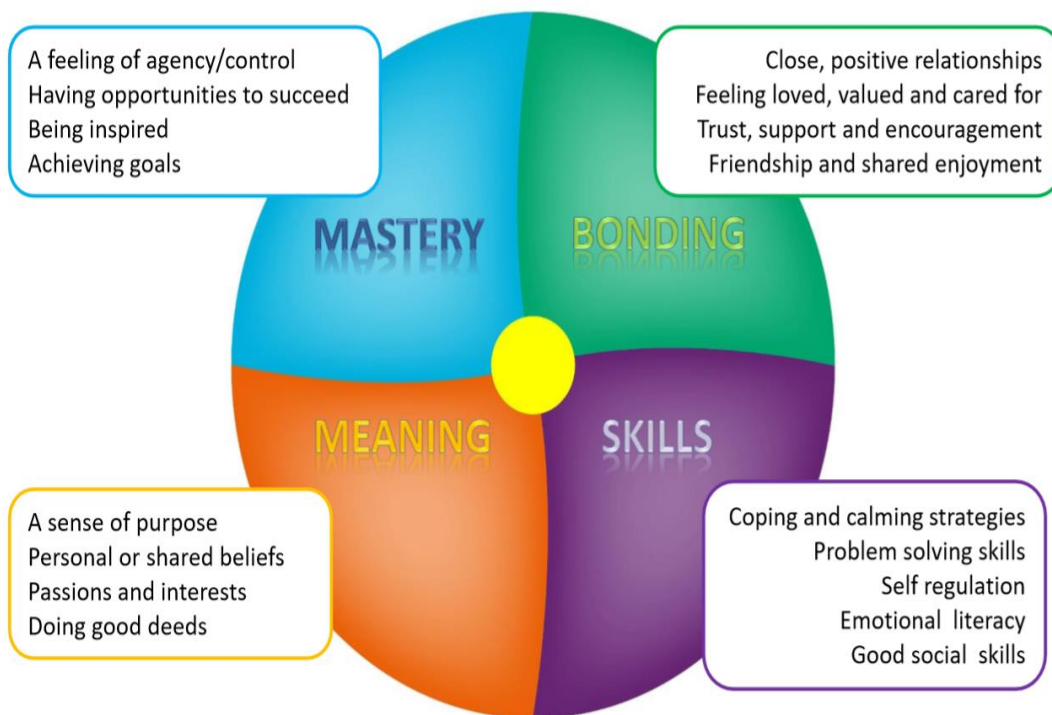 A feeling of agency/control
Having opportunities to succeed
Being inspired
Achieving goals
Close, positive relationships
Feeling loved, valued and cared for
Trust, support and encouragement
Friendship and shared enjoyment
MASTERY
BONDING
MEANING
SKILLS
A sense of purpose
Personal or shared beliefs
Passions and interests
Doing good deeds
Coping and calming strategies
Problem solving skills
Self regulation
Emotional literacy
Good social skills